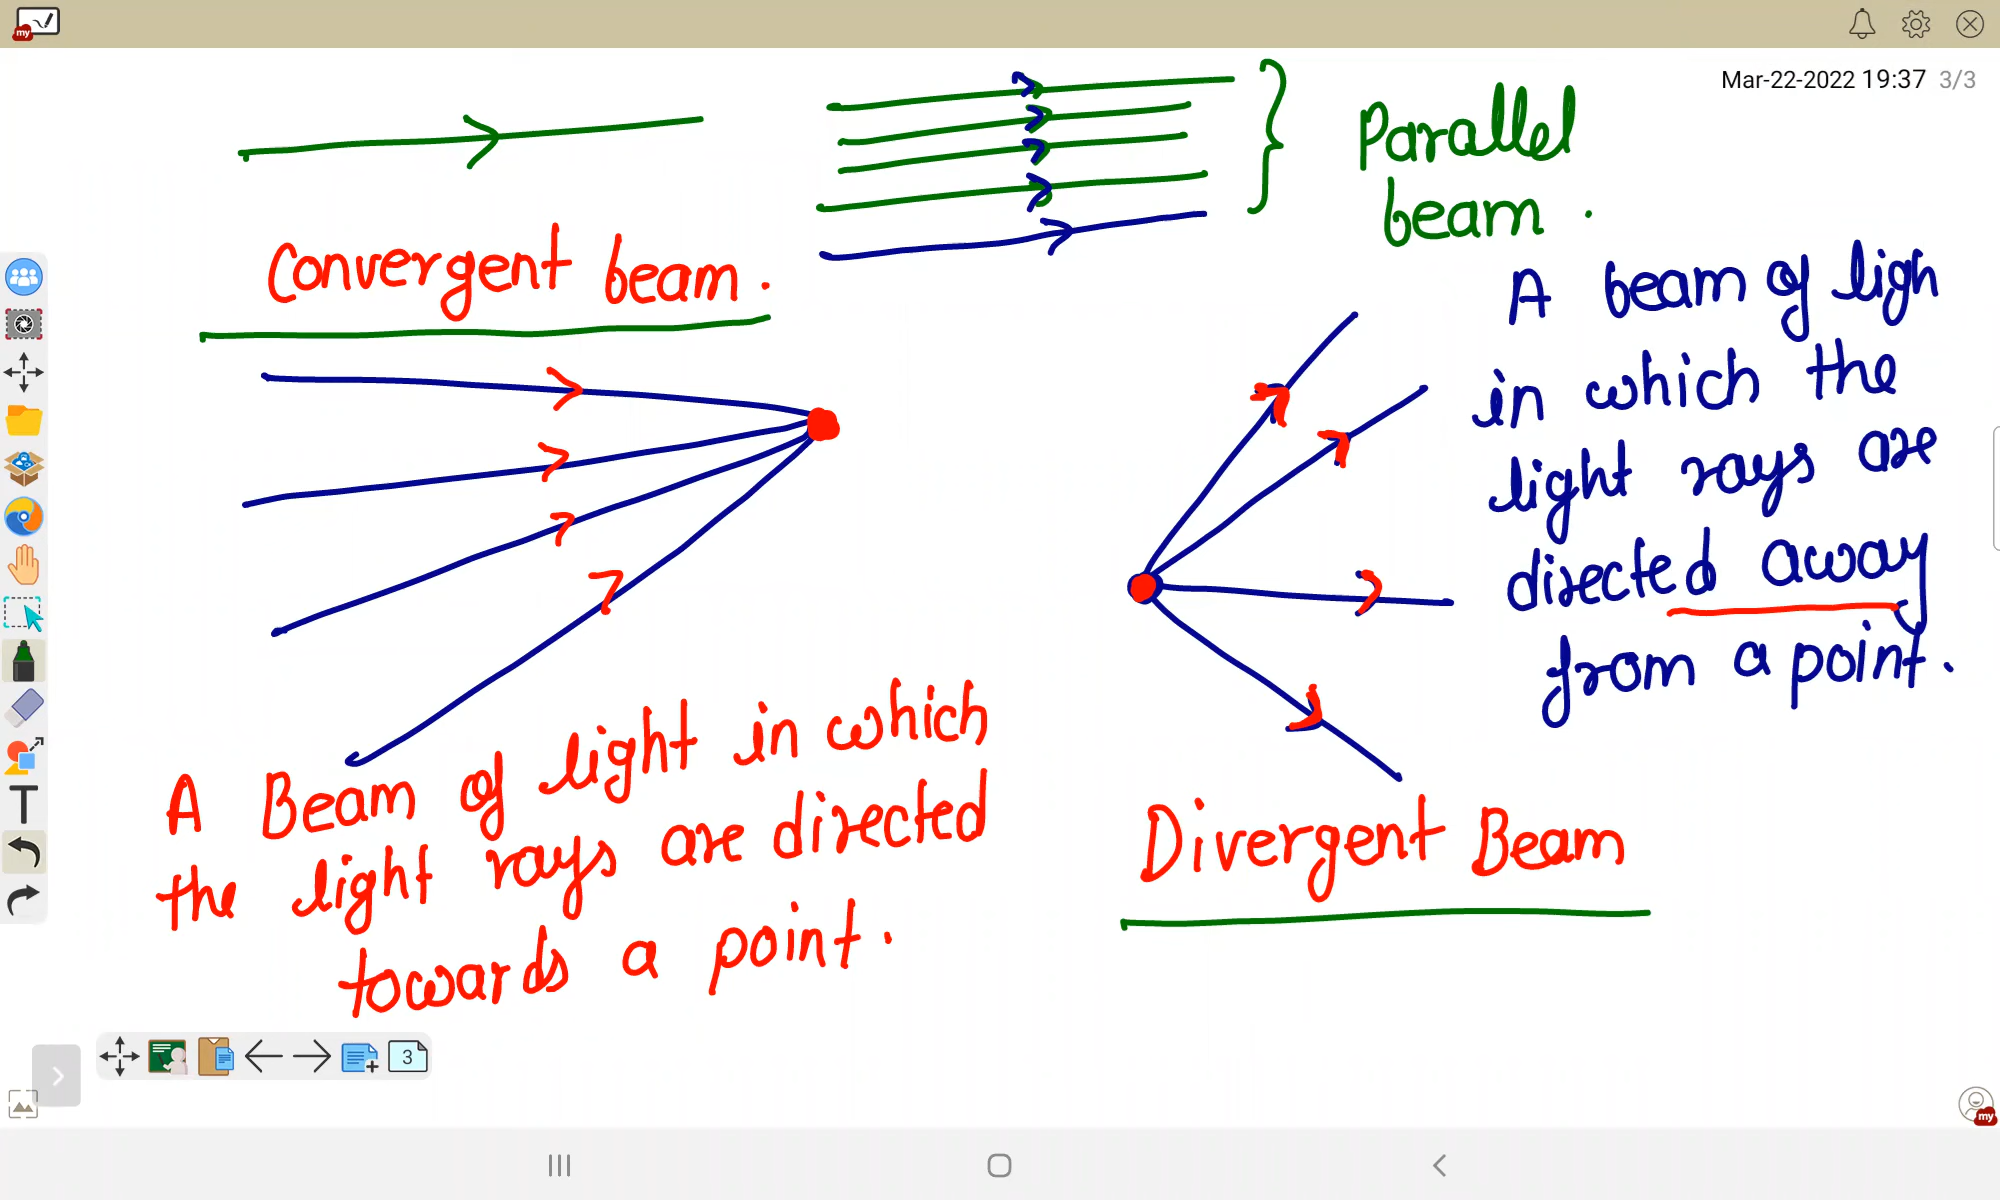 Mar-22-2022 19:37 3/3
Parallel
beam.
Convergent beam.
A beam of ligh
in which the
light rays are
directed away
from a point.
A Beam of light in which
the light rays are directed
towards a point.
Divergent Beam
T
3
my
my